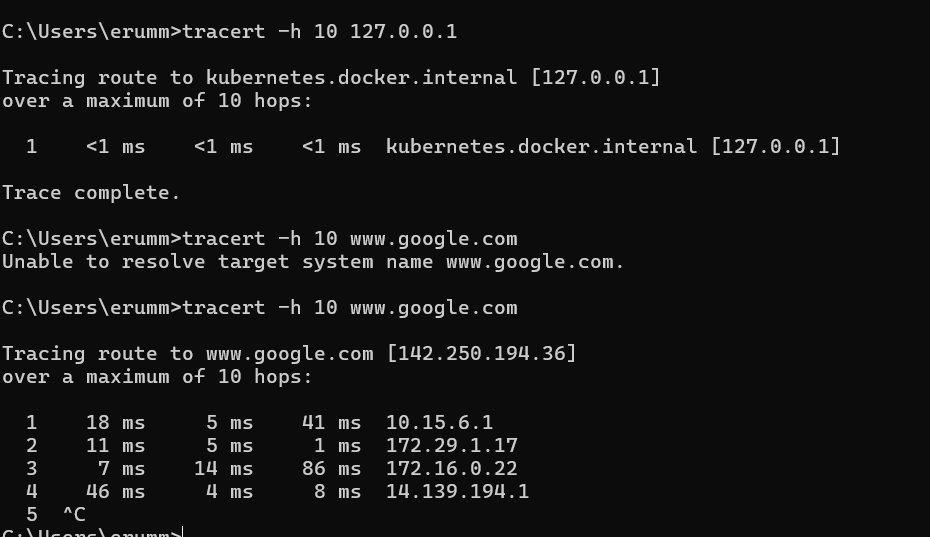 C:\Users\erumm>tracert -h 10 127.0.0.1
Tracing route to kubernetes.docker.internal [127.0.0.1]
over a maximum of 10 hops:
1 <1 ms <1 ms <1 ms kubernetes.docker.internal [127.0.0.1]
Trace complete.
C:\Users\erumm>tracert -h 10 www.google.com
Unable to resolve target system name www.google.com.
C:\Users\erumm>tracert -h 10 www.google.com
Tracing route to www.google.com [142.250.194.36]
over a maximum of 10 hops:
1 18 ms 5 ms 41 ms 10.15.6.1
2 11 ms 5 ms 1 ms 172.29.1.17
3 7 ms 14 ms 86 ms 172.16.0.22
4 46 ms 4 ms 8 ms 14.139.194.1
5 ^C
C:\Users\erumm>